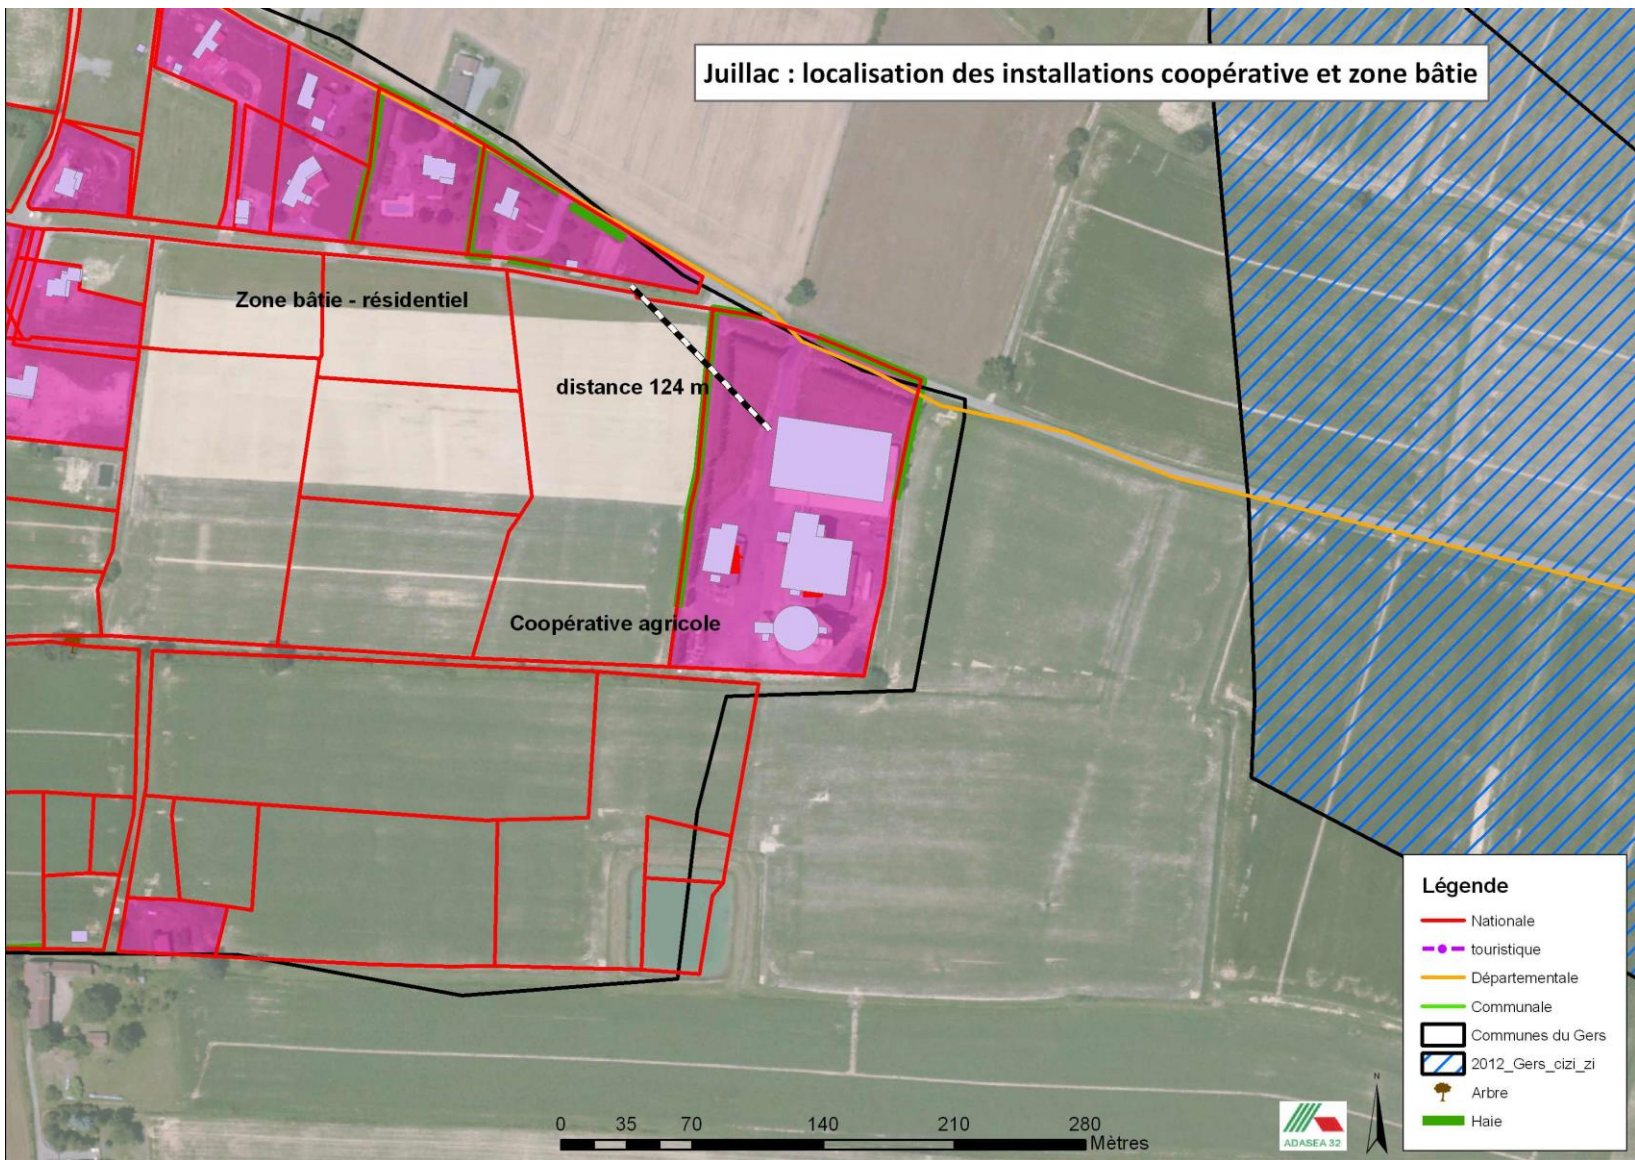 Juillac : localisation des installations coopérative et zone bâtie
Zone bâtie - résidentiel
distance 124 m
Coopérative agricole
Légende
Nationale
touristique
Départementale
Communale
Communes du Gers
2012_Gers_cizi_zi
Arbre
Haie
0 35 70 140 210 280
Mètres
ADASEA 32
N